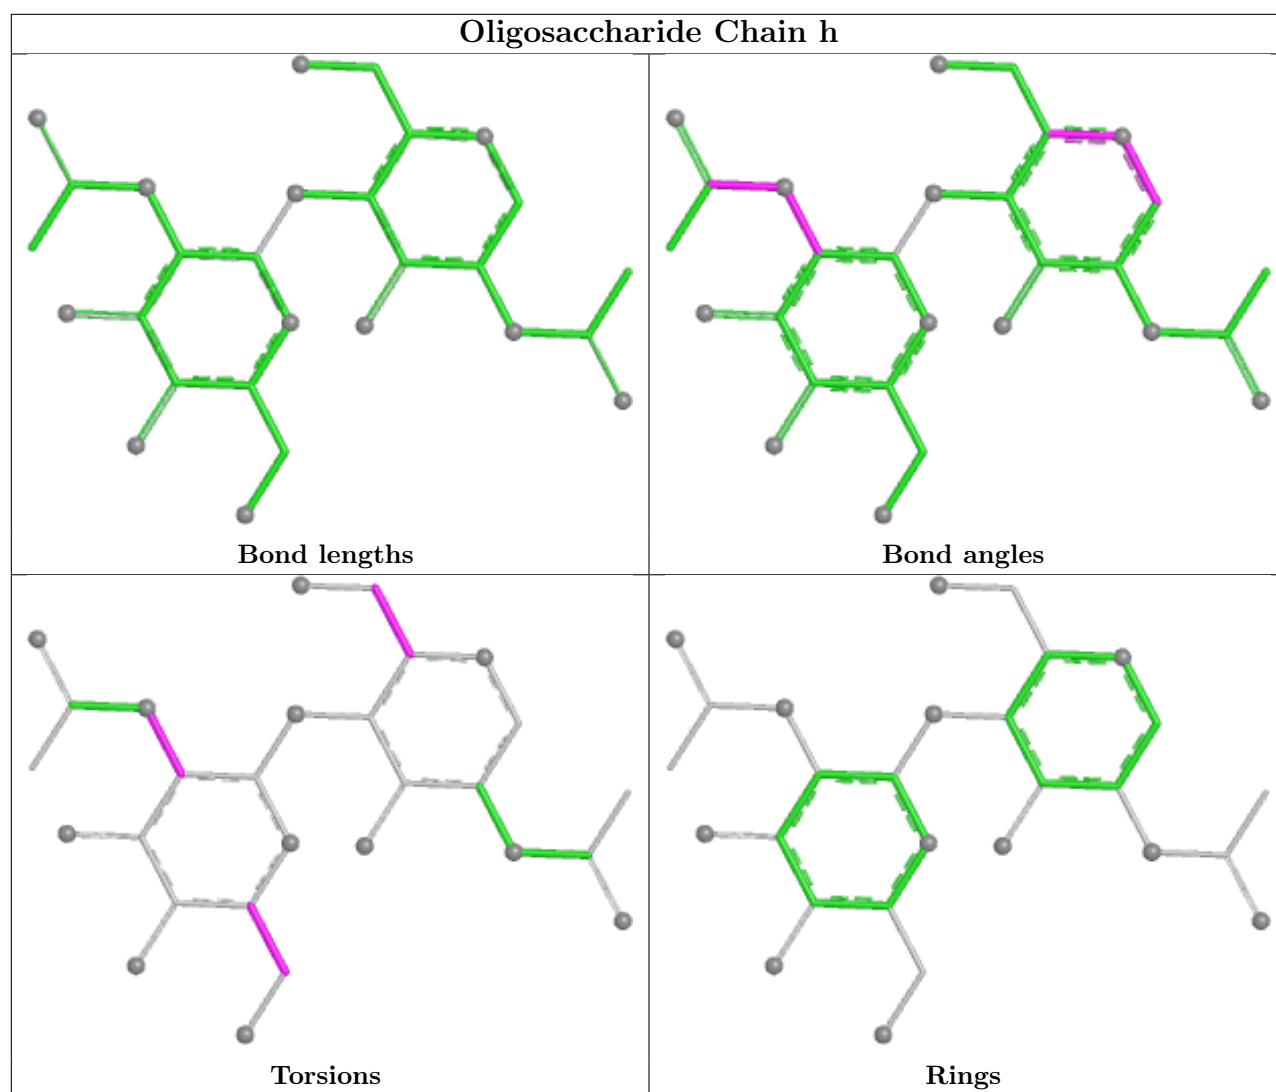 Oligosaccharide Chain h
Bond lengths
Bond angles
Torsions
Rings